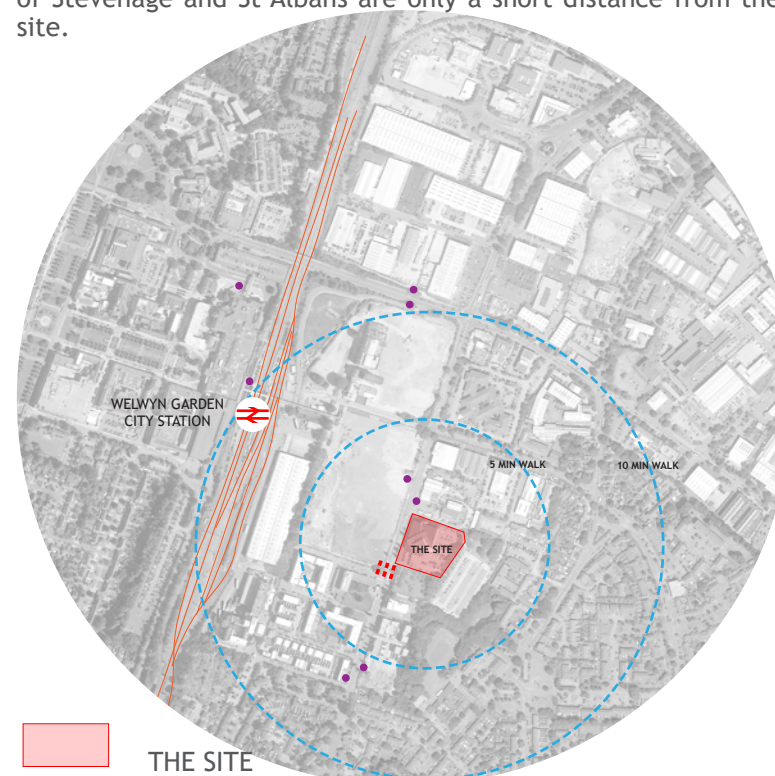 of Stevenage and St Albans are only a short distance from the
site.
WELWYN GARDEN
CITY STATION
5 MIN WALK
10 MIN WALK
THE SITE
THE SITE